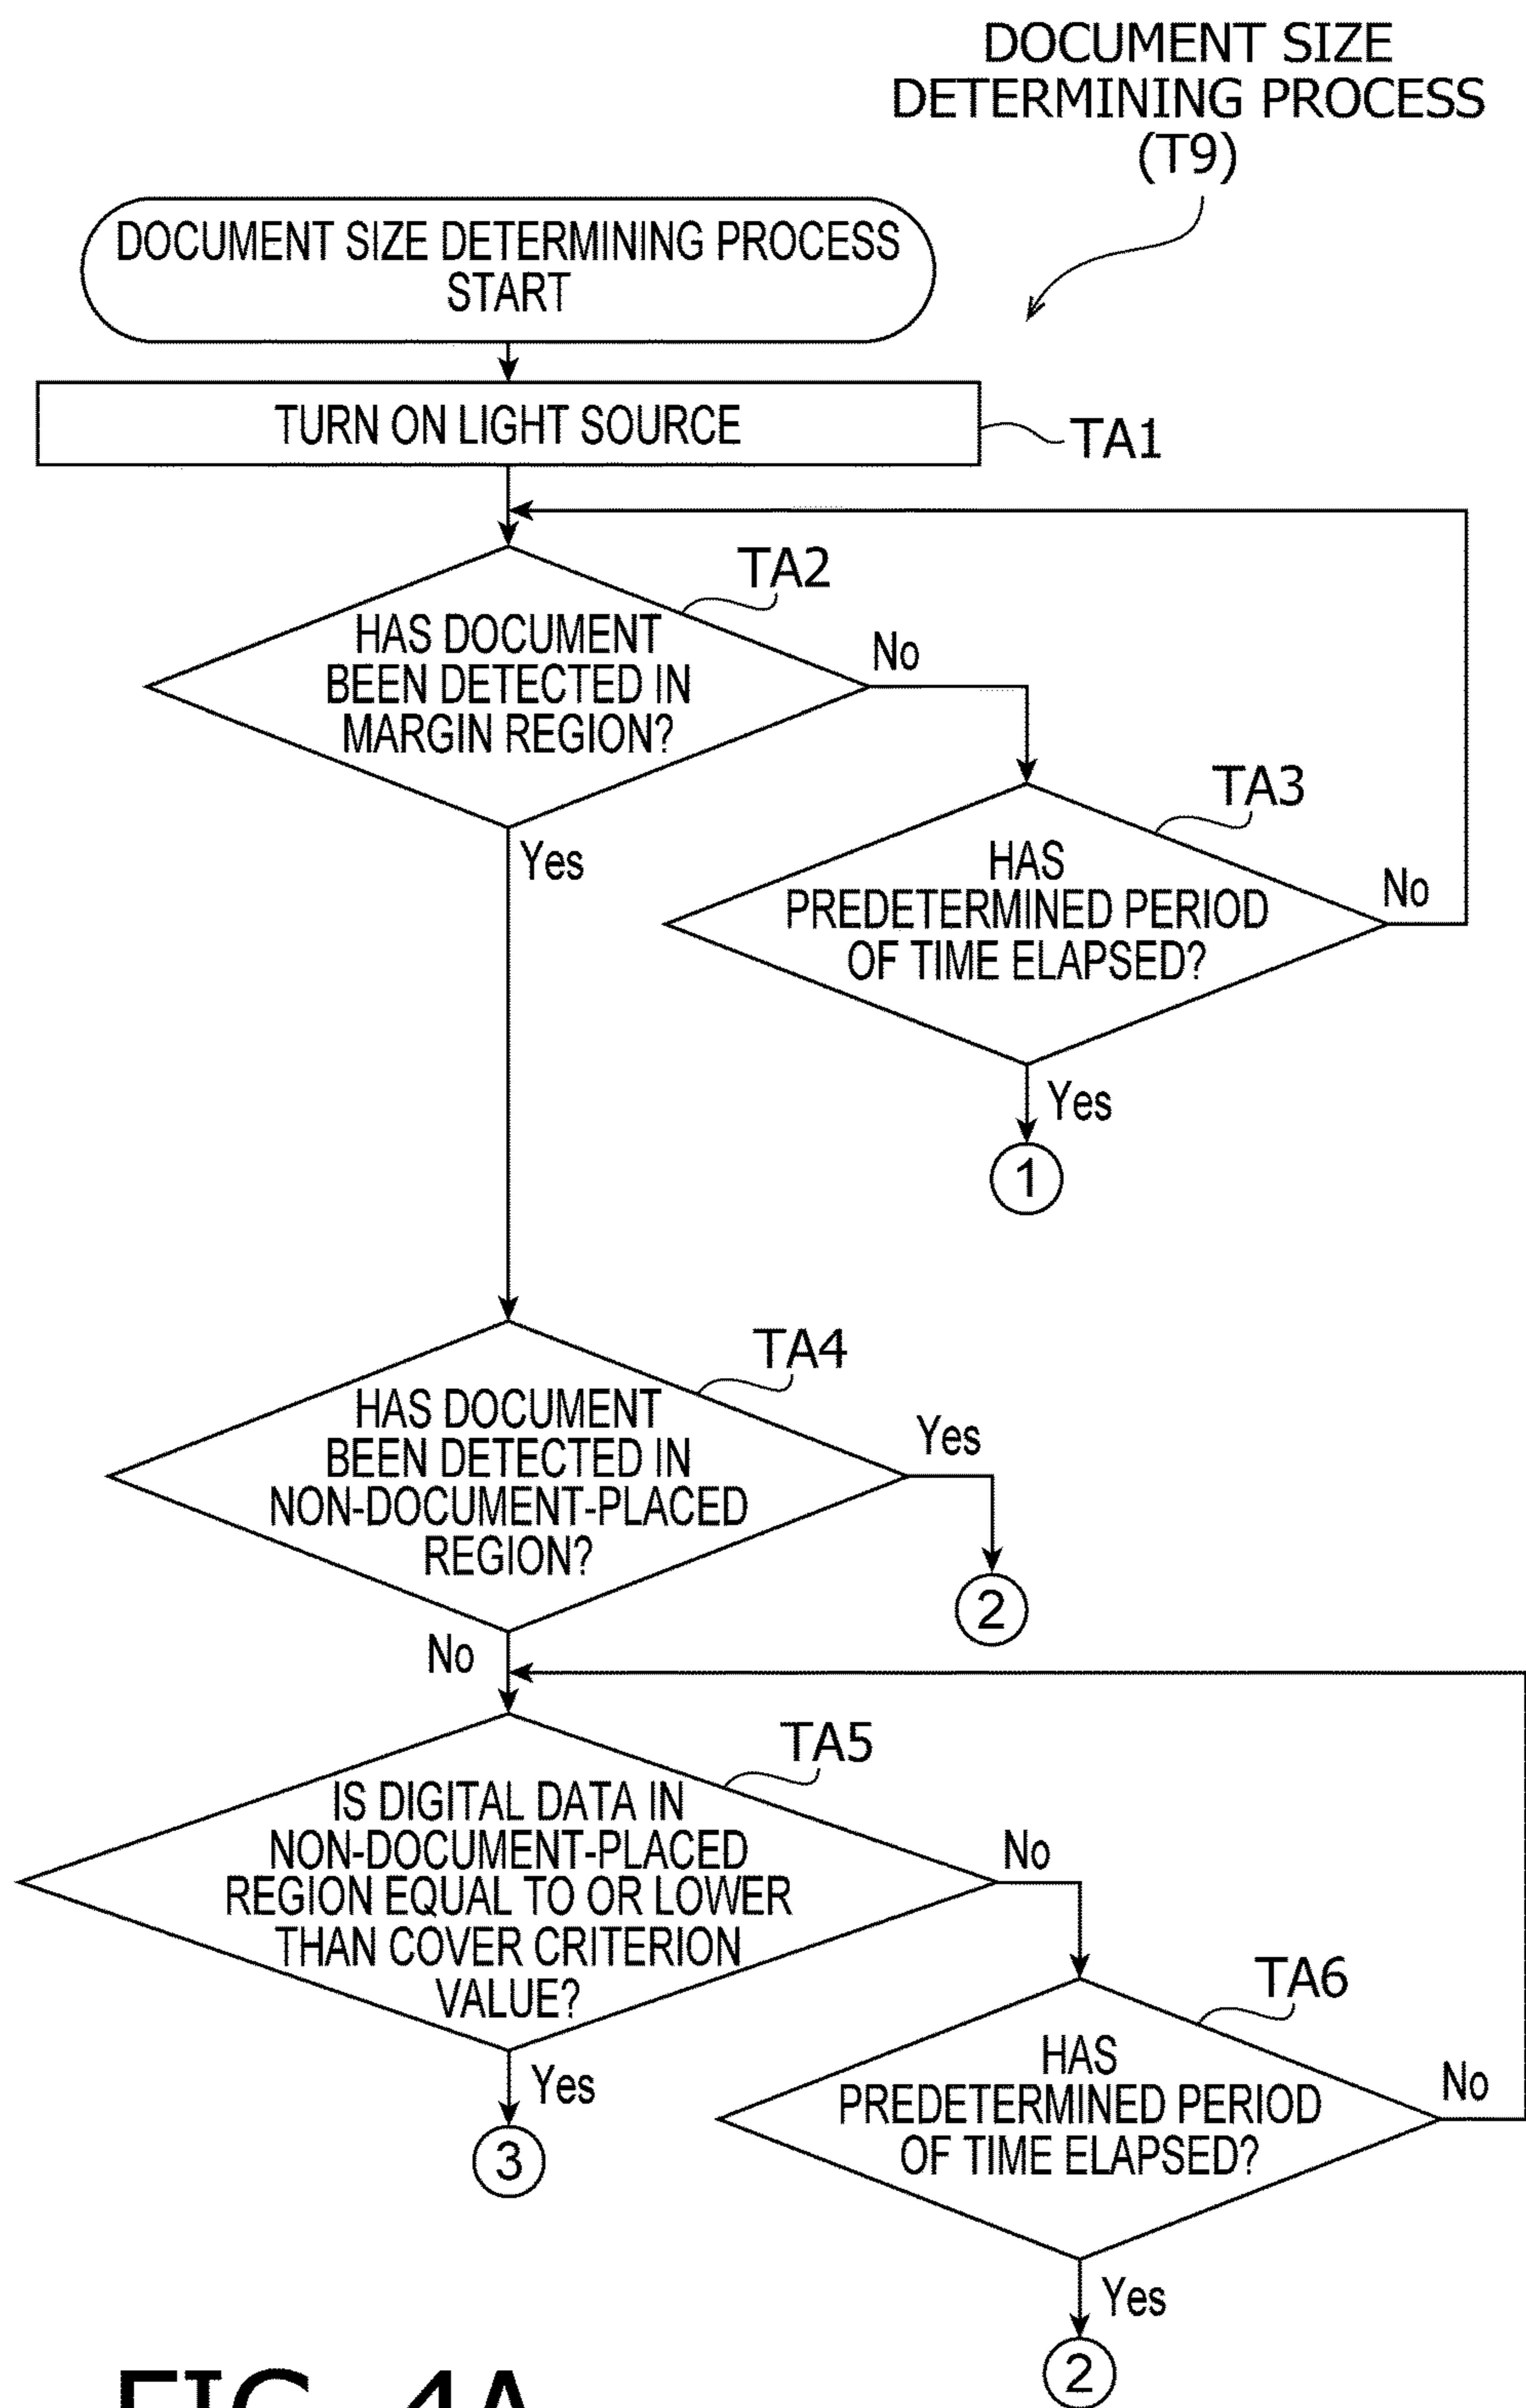 DOCUMENT SIZE
DETERMINING PROCESS
(T9)
DOCUMENT SIZE DETERMINING PROCESS
START
TURN ON LIGHT SOURCE
TA1
TA2
HAS DOCUMENT
BEEN DETECTED IN
MARGIN REGION?
No
Yes
TA3
HAS
PREDETERMINED PERIOD
OF TIME ELAPSED?
No
Yes
1
TA4
HAS DOCUMENT
BEEN DETECTED IN
NON-DOCUMENT-PLACED
REGION?
Yes
2
No
TA5
IS DIGITAL DATA IN
NON-DOCUMENT-PLACED
REGION EQUAL TO OR LOWER
THAN COVER CRITERION
VALUE?
No
Yes
3
TA6
HAS
PREDETERMINED PERIOD
OF TIME ELAPSED?
No
Yes
2
FIG. 4A